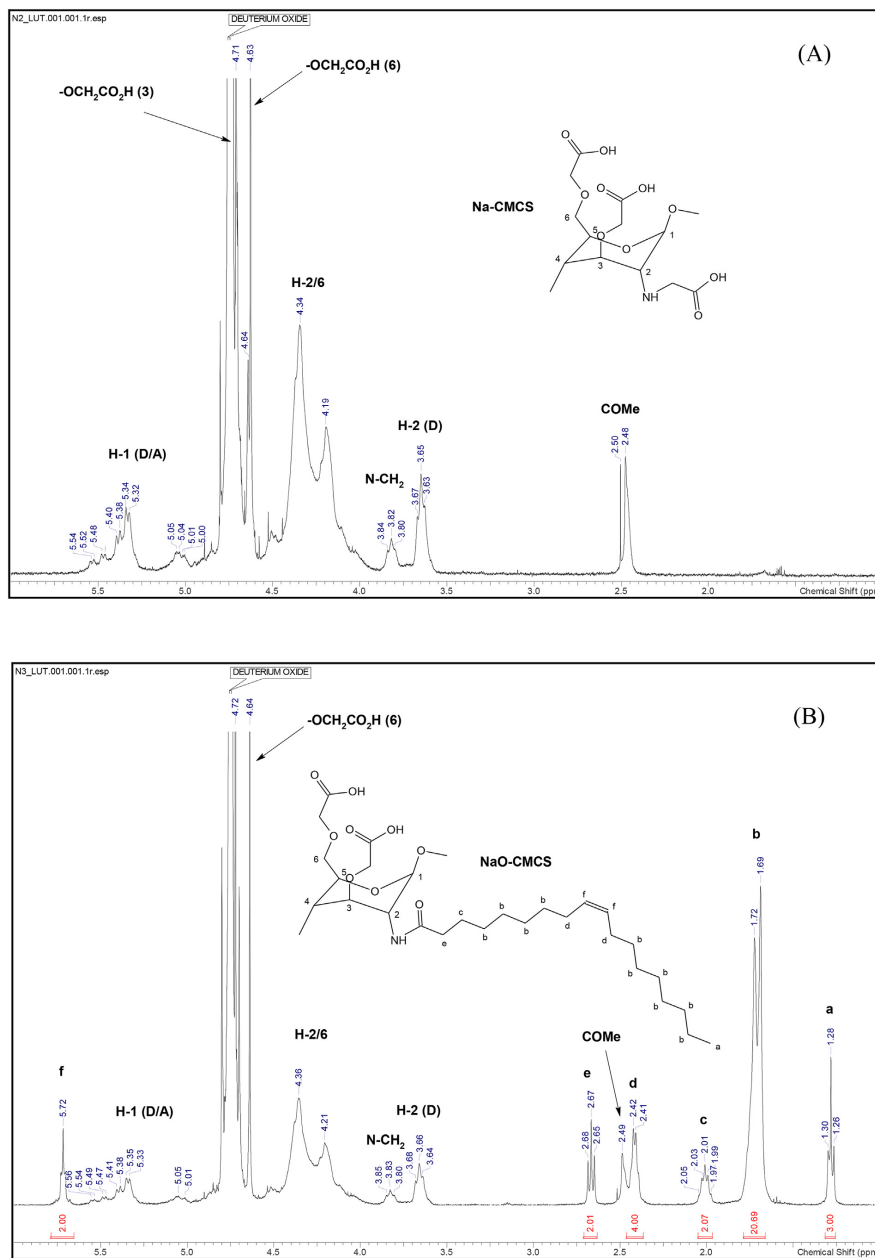 N2_LUT.001.001.1r.esp
DEUTERIUM OXIDE
(A)
4.71
4.63
-OCH2CO2H (6)
-OCH2CO2H (3)
O
OH
O
O
OH
Na-CMCS
6
5
O
O
O
1
4
3
2
NH
OH
O
H-2/6
4.34
4.64
4.19
COMe
2.50
2.48
H-1 (D/A)
H-2 (D)
N-CH2
5.54
5.52
5.48
5.40
5.38
5.34
5.32
5.05
5.04
5.01
5.00
3.84
3.82
3.80
3.67
3.65
3.63
5.5
5.0
4.5
4.0
3.5
3.0
2.5
2.0
Chemical Shift (ppm
N3_LUT.001.001.1r.esp
DEUTERIUM OXIDE
(B)
4.72
4.64
-OCH2CO2H (6)
O
OH
O
O
OH
NaO-CMCS
6
5
O
O
O
1
4
3
2
NH
O
e
c
b
b
b
b
b
d
f
f
d
b
b
b
b
b
b
a
b
1.72
1.69
a
1.30
1.28
1.26
COMe
H-2/6
4.36
4.21
f
5.72
H-1 (D/A)
5.56
5.54
5.49
5.47
5.41
5.38
5.35
5.33
5.05
5.01
N-CH2
H-2 (D)
3.85
3.83
3.80
3.68
3.66
3.64
e
2.68
2.67
2.65
2.49
d
2.42
2.41
c
2.05
2.03
2.01
1.99
1.97
2.00
2.01
4.00
2.07
20.69
3.00
5.5
5.0
4.5
4.0
3.5
3.0
2.5
2.0
1.5
Chemical Shift (ppm